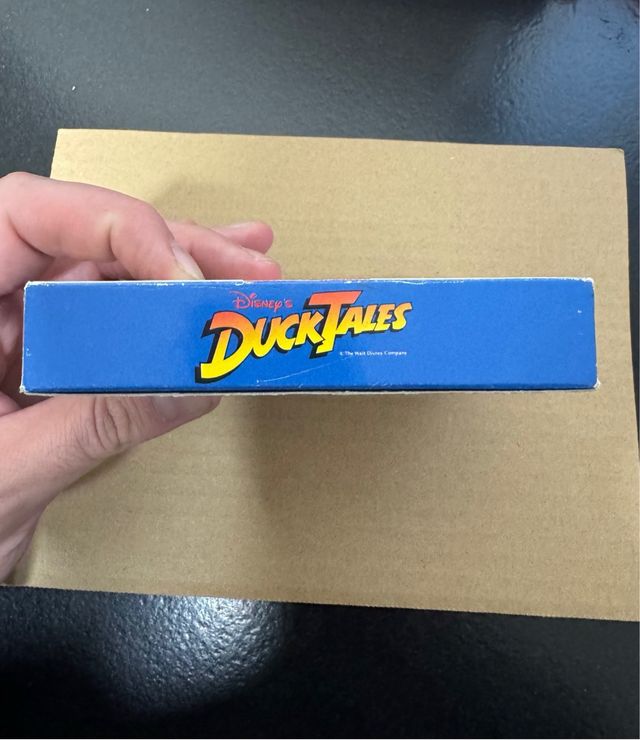 Disney's
DuckTales
© The Walt Disney Company